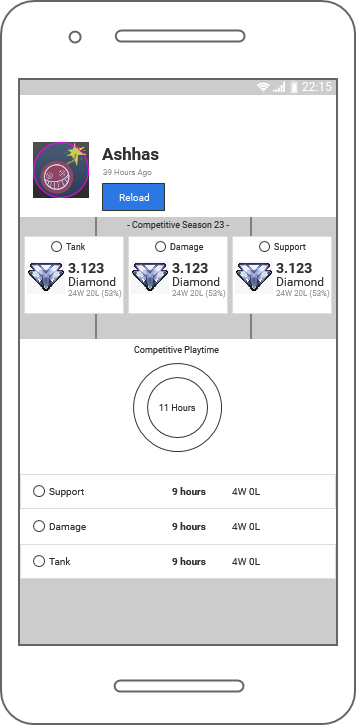 22:15
Ashhas
39 Hours Ago
Reload
- Competitive Season 23 -
Tank
3.123
Diamond
24W 20L (53%)
Damage
3.123
Diamond
24W 20L (53%)
Support
3.123
Diamond
24W 20L (53%)
Competitive Playtime
11 Hours
Support 9 hours 4W 0L
Damage 9 hours 4W 0L
Tank 9 hours 4W 0L